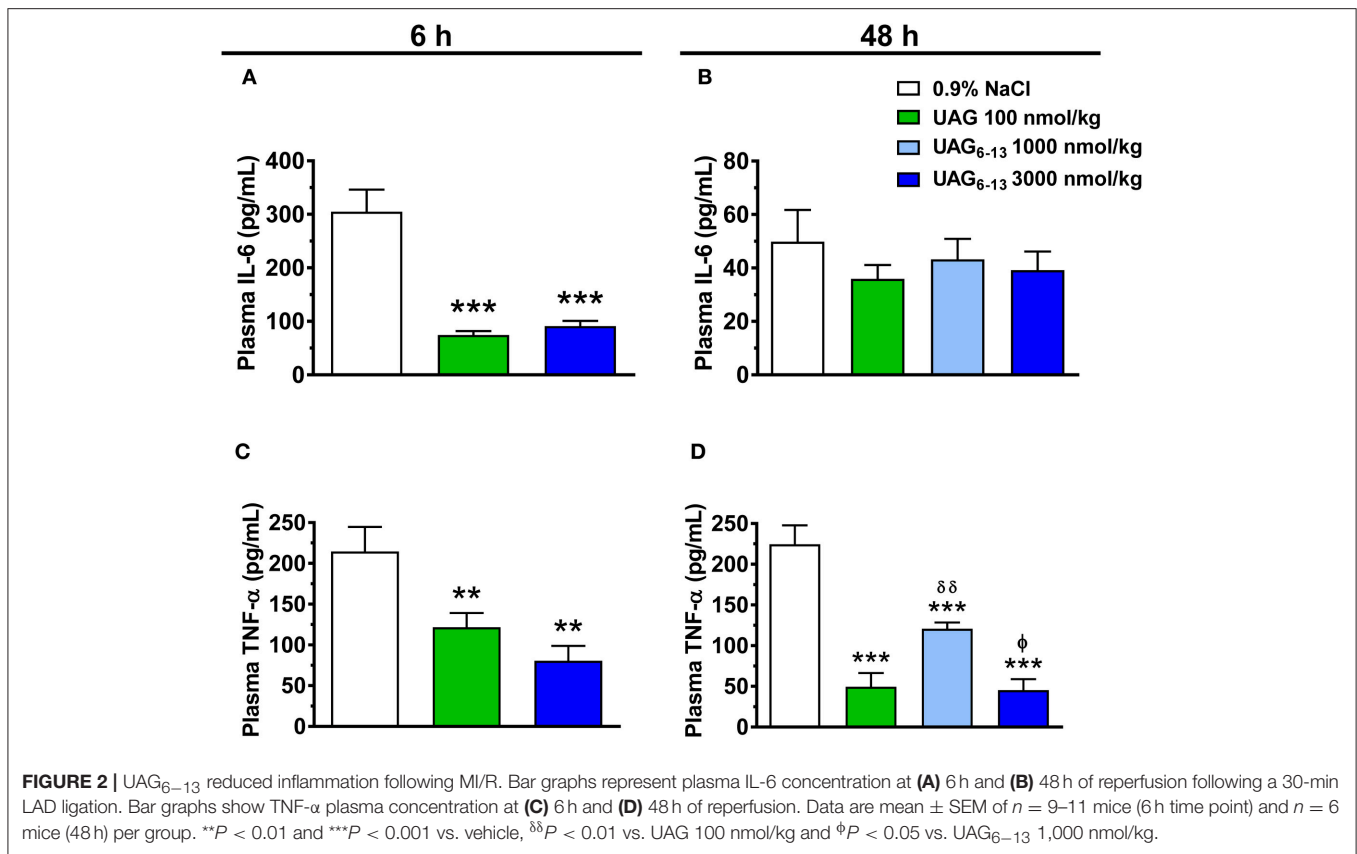 6 h
48 h
A
B
0.9% NaCl
UAG 100 nmol/kg
UAG6-13 1000 nmol/kg
UAG6-13 3000 nmol/kg
Plasma IL-6 (pg/mL)
400
300
200
100
0
***
***
Plasma IL-6 (pg/mL)
80
60
40
20
0
C
D
Plasma TNF-α (pg/mL)
250
200
150
100
50
0
**
**
Plasma TNF-α (pg/mL)
250
200
150
100
50
0
***
δδ
***
ϕ
***
FIGURE 2 | UAG6–13 reduced inflammation following MI/R. Bar graphs represent plasma IL-6 concentration at (A) 6 h and (B) 48 h of reperfusion following a 30-min
LAD ligation. Bar graphs show TNF-α plasma concentration at (C) 6 h and (D) 48 h of reperfusion. Data are mean ± SEM of n = 9–11 mice (6 h time point) and n = 6
mice (48 h) per group. **P < 0.01 and ***P < 0.001 vs. vehicle, δδP < 0.01 vs. UAG 100 nmol/kg and ϕP < 0.05 vs. UAG6–13 1,000 nmol/kg.